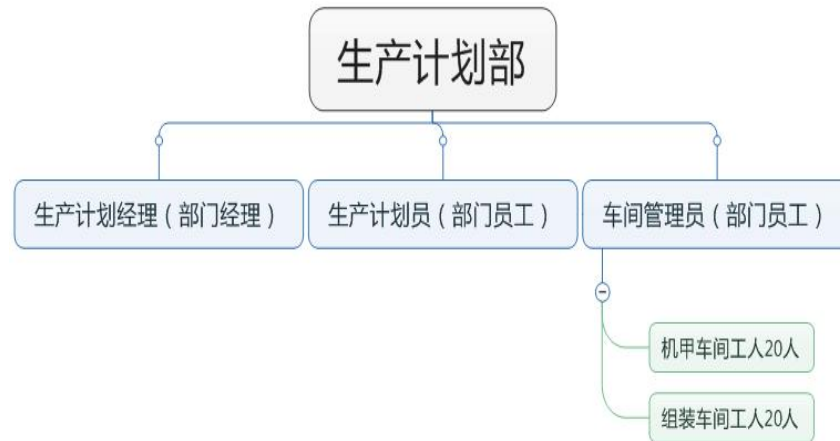 生产计划部
生产计划经理（部门经理）
生产计划员（部门员工）
车间管理员（部门员工）
机甲车间工人20人
组装车间工人20人